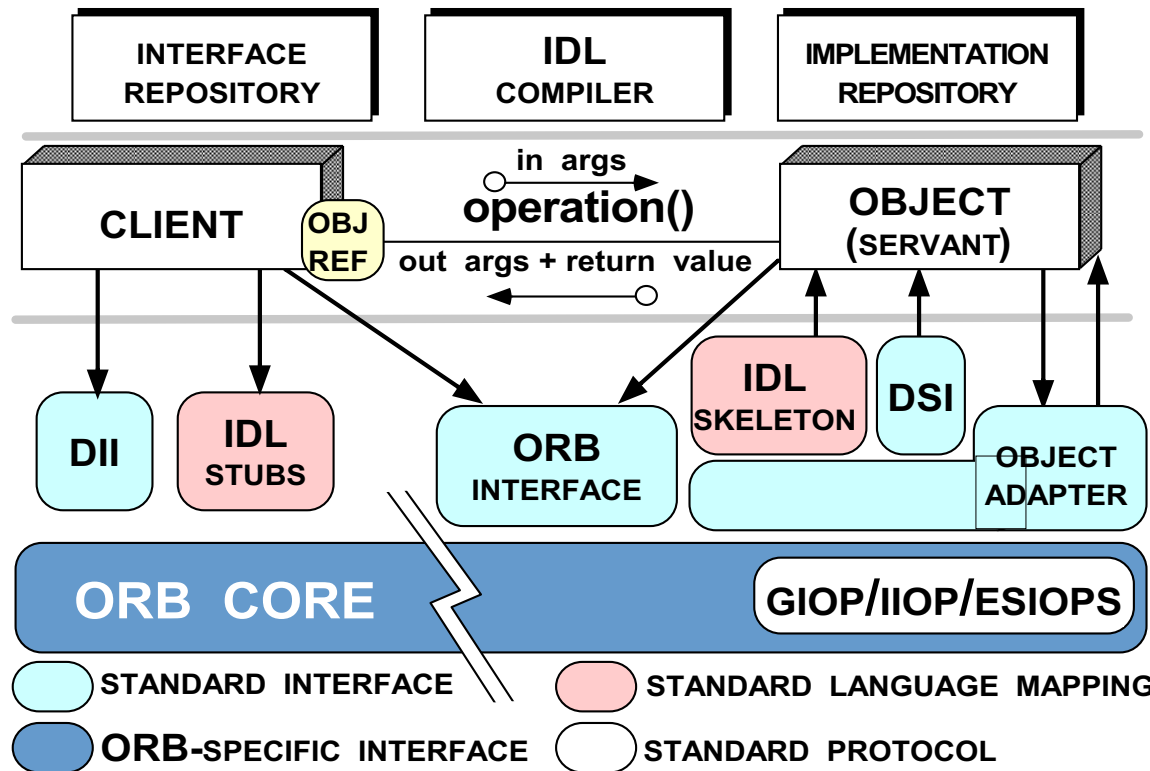 INTERFACE
REPOSITORY
IDL
COMPILER
IMPLEMENTATION
REPOSITORY
in args
operation()
out args + return value
CLIENT
OBJ
REF
OBJECT
(SERVANT)
DII
IDL
STUBS
ORB
INTERFACE
IDL
SKELETON
DSI
OBJECT
ADAPTER
ORB CORE
GIOP/IIOP/ESIOPS
STANDARD INTERFACE
STANDARD LANGUAGE MAPPING
ORB-SPECIFIC INTERFACE
STANDARD PROTOCOL